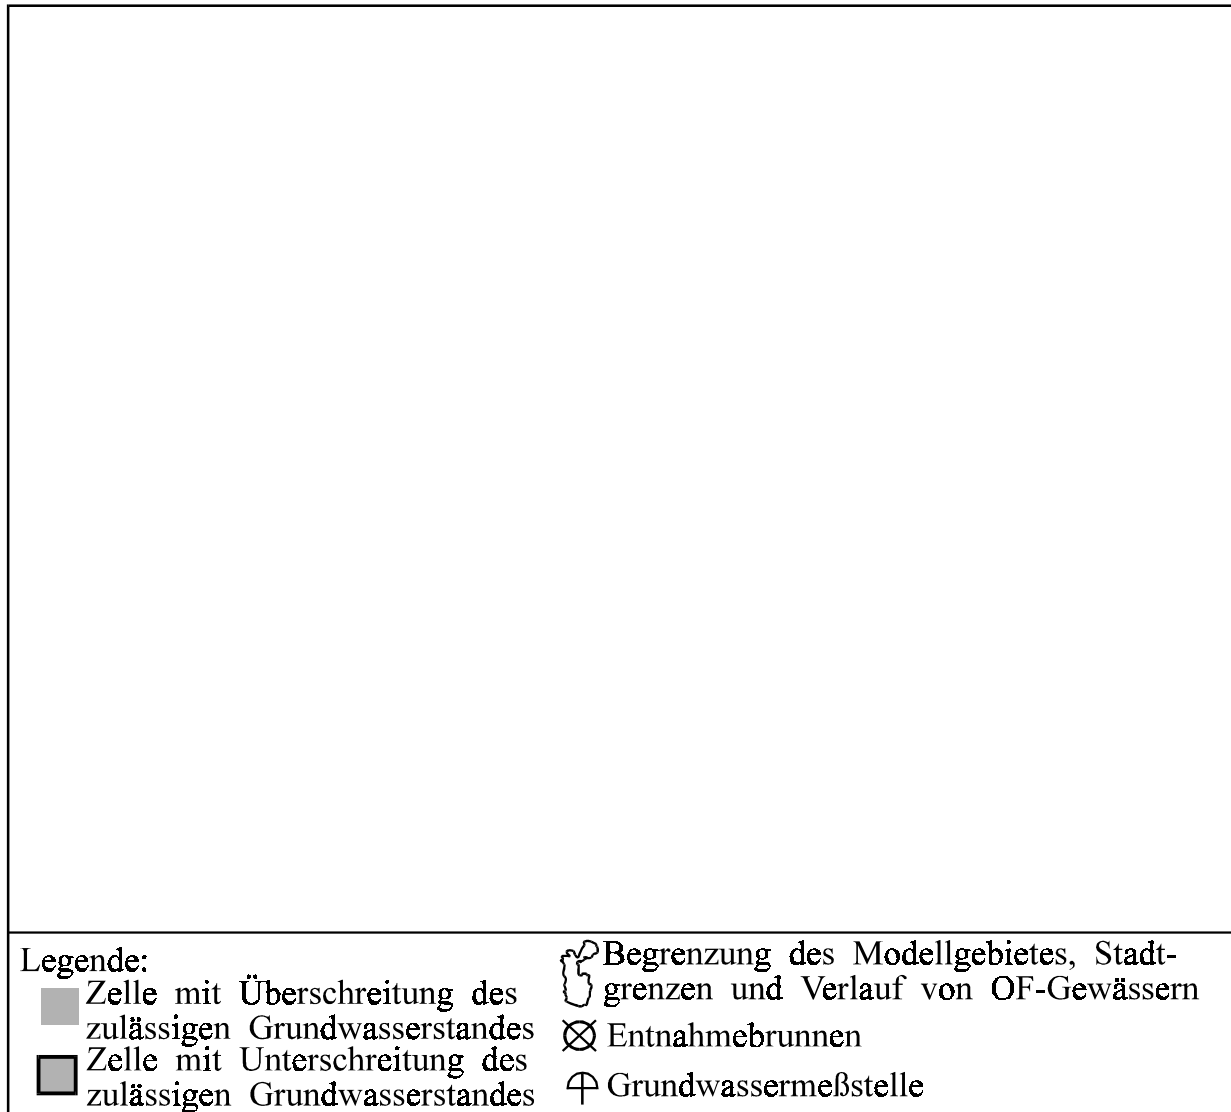 Legende:
Zelle mit Überschreitung des
zulässigen Grundwasserstandes
Zelle mit Unterschreitung des
zulässigen Grundwasserstandes
Begrenzung des Modellgebietes, Stadt-
grenzen und Verlauf von OF-Gewässern
Entnahmebrunnen
Grundwassermeßstelle